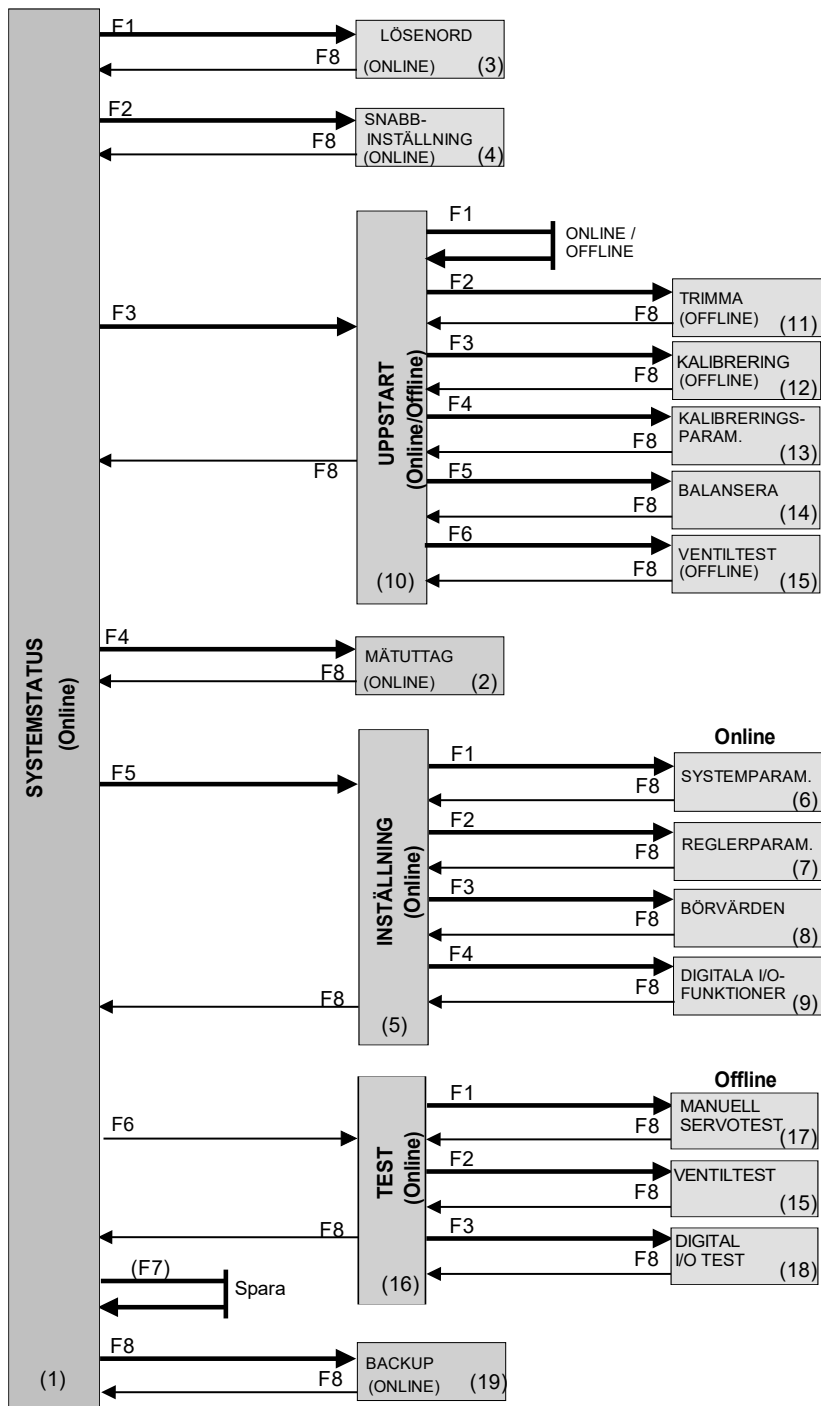 F1
LÖSENORD
F8
(ONLINE) (3)
F2
SNABB-
INSTÄLLNING
F8
(ONLINE) (4)
F1
ONLINE /
OFFLINE
F2
TRIMMA
F8
(OFFLINE) (11)
F3
F3
KALIBRERING
F8
(OFFLINE) (12)
F4
KALIBRERINGS-
F8
PARAM. (13)
UPPSTART
(Online/Offline)
F8
F5
BALANSERA
F8
(14)
F6
VENTILTEST
F8
(OFFLINE) (15)
(10)
F4
MÄTUTTAG
F8
(ONLINE) (2)
SYSTEMSTATUS
(Online)
Online
F5
F1
SYSTEMPARAM.
F8
(6)
F2
REGLERPARAM.
F8
(7)
INSTÄLLNING
(Online)
F3
BÖRVÄRDEN
F8
(8)
F4
DIGITALA I/O-
F8
FUNKTIONER (9)
F8
(5)
Offline
F1
MANUELL
F6
F8
SERVOTEST (17)
TEST
(Online)
F2
VENTILTEST
F8
(15)
F8
F3
DIGITAL
F8
I/O TEST (18)
(F7)
Spara
(16)
F8
BACKUP
F8
(ONLINE) (19)
(1)